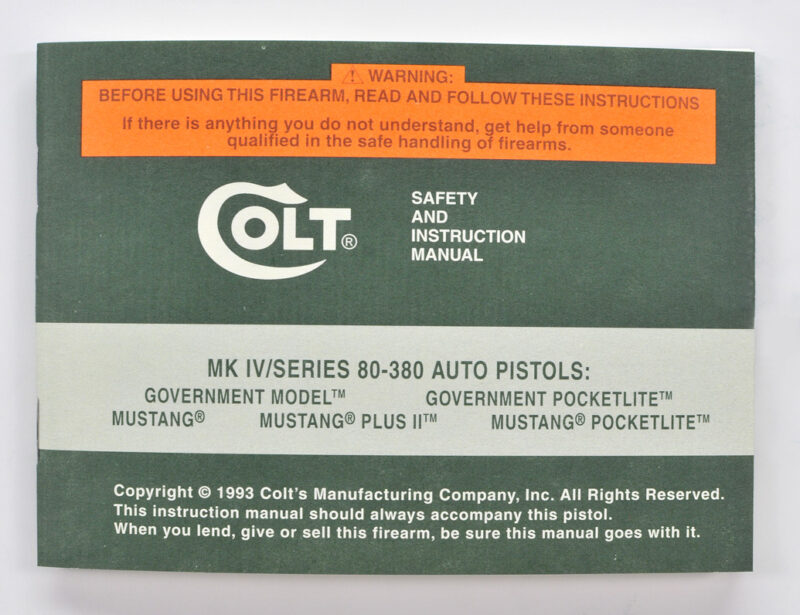 ⚠ WARNING:
BEFORE USING THIS FIREARM, READ AND FOLLOW THESE INSTRUCTIONS
If there is anything you do not understand, get help from someone
qualified in the safe handling of firearms.
COLT®
SAFETY
AND
INSTRUCTION
MANUAL
MK IV/SERIES 80-380 AUTO PISTOLS:
GOVERNMENT MODEL™ GOVERNMENT POCKETLITE™
MUSTANG® MUSTANG® PLUS II™ MUSTANG® POCKETLITE™
Copyright © 1993 Colt's Manufacturing Company, Inc. All Rights Reserved.
This instruction manual should always accompany this pistol.
When you lend, give or sell this firearm, be sure this manual goes with it.